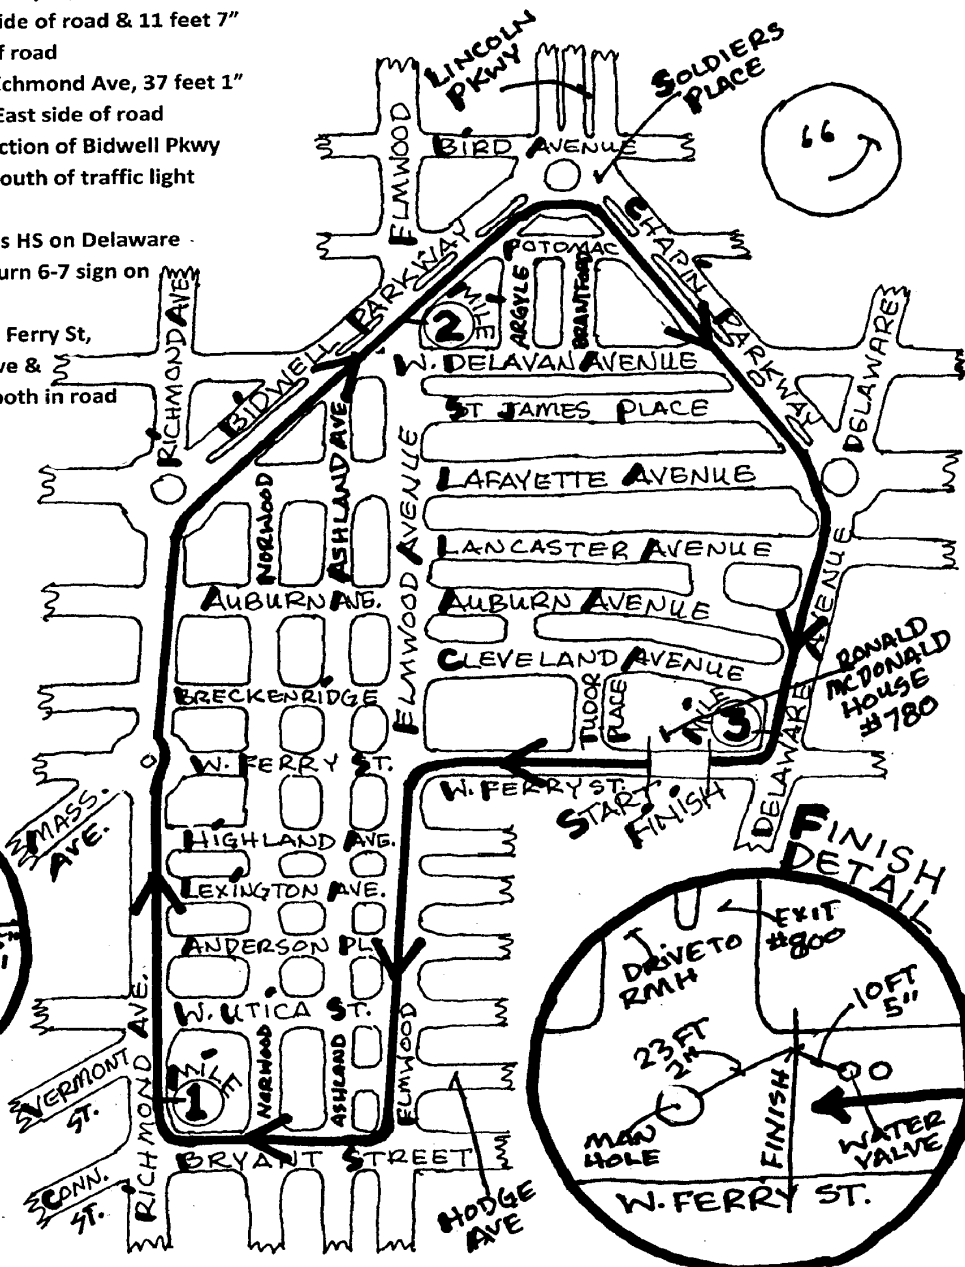 ide of road & 11 feet 7”
f road
ichmond Ave, 37 feet 1”
East side of road
ction of Bidwell Pkwy
outh of traffic light
s HS on Delaware
urn 6-7 sign on
Ferry St,
ve &
both in road
LINCOLN
PKWY
SOLDIERS
PLACE
ELMWOOD
BIRD AVENUE
RICHMOND AVE
BIDWELL PARKWAY
CHAPIN PARKWAY
POTOMAC
ARGYLE
BRANTFORD
MILE
2
W. DELAVAN AVENUE
DELAWARE
ST JAMES PLACE
NORWOOD
ASHLAND AVE
ELMWOOD AVENUE
LAFAYETTE AVENUE
LANCASTER AVENUE
AUBURN AVE.
AUBURN AVENUE
DELAWARE AVENUE
CLEVELAND AVENUE
RONALD
MCDONALD
HOUSE
#780
BRECKENRIDGE
TUDOR
PLACE
MILE
3
W. FERRY ST.
W. FERRY ST.
START
FINISH
DELAWARE
MASS.
AVE.
HIGHLAND AVE.
LEXINGTON AVE.
ANDERSON PL.
W. UTICA ST.
RICHMOND AVE.
VERMONT
ST.
MILE
1
NORWOOD
ASHLAND
ELMWOOD
BRYANT STREET
CONN.
ST.
HODGE
AVE
FINISH
DETAIL
DRIVE TO
RMH
EXIT
#800
10FT
5"
23FT
2"
MAN
HOLE
FINISH
WATER
VALVE
W. FERRY ST.